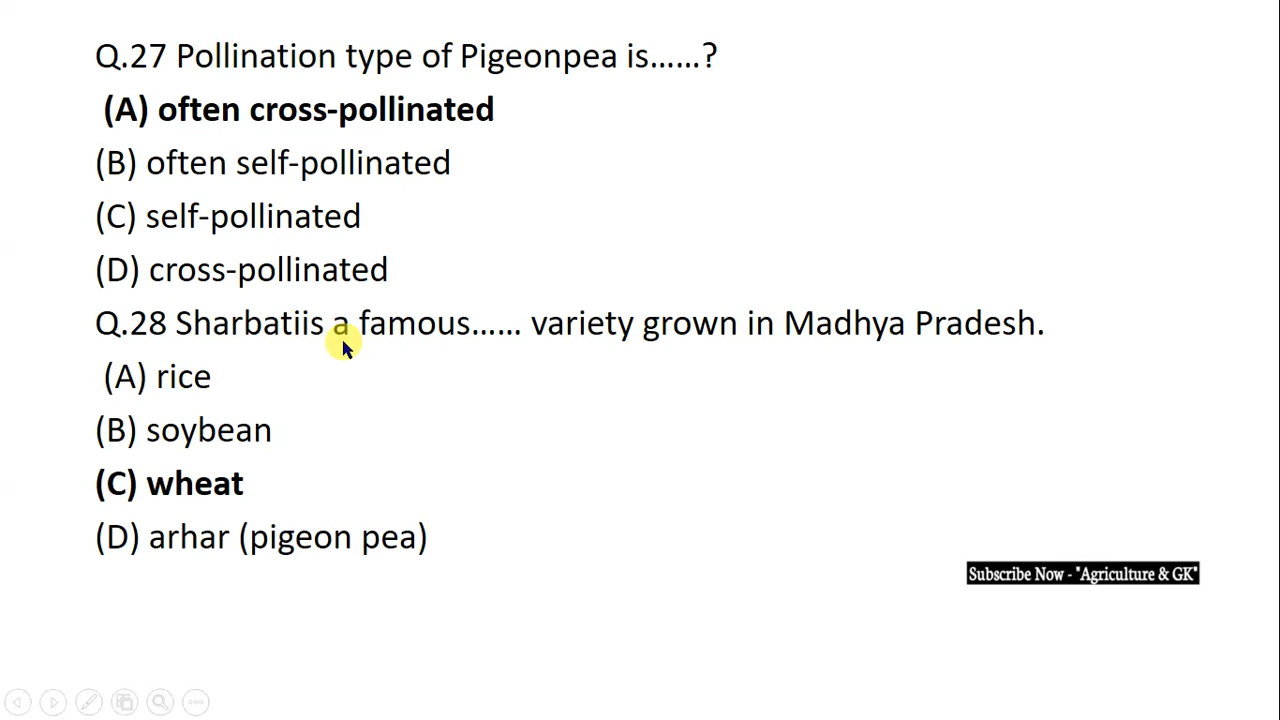 Q.27 Pollination type of Pigeonpea is……?
(A) often cross-pollinated
(B) often self-pollinated
(C) self-pollinated
(D) cross-pollinated
Q.28 Sharbatiis a famous…… variety grown in Madhya Pradesh.
(A) rice
(B) soybean
(C) wheat
(D) arhar (pigeon pea)
Subscribe Now - "Agriculture & GK"